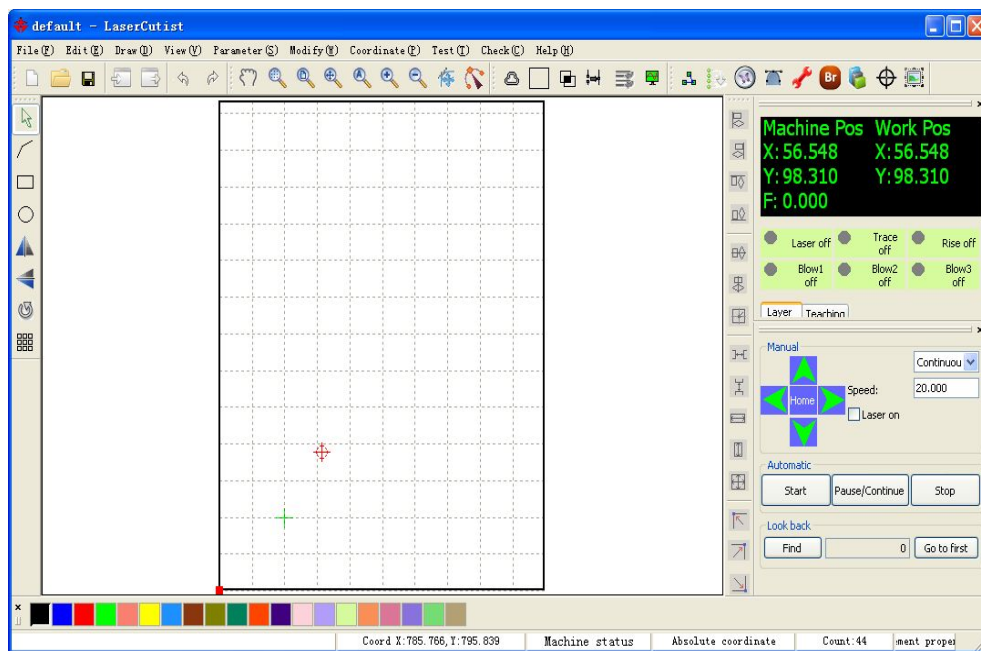 default - LaserCutist
File(F) Edit(E) Draw(D) View(V) Parameter(S) Modify(M) Coordinate(P) Test(T) Check(C) Help(H)
Br
Machine Pos Work Pos
X:56.548 X:56.548
Y:98.310 Y:98.310
F: 0.000
Laser off Trace off Rise off
Blow1 off Blow2 off Blow3 off
Layer Teaching
Manual
Continuou
Home Speed: 20.000
Laser on
Automatic
Start Pause/Continue Stop
Look back
Find 0 Go to first
Coord X:785.766,Y:795.839 Machine status Absolute coordinate Count:44 ment proper